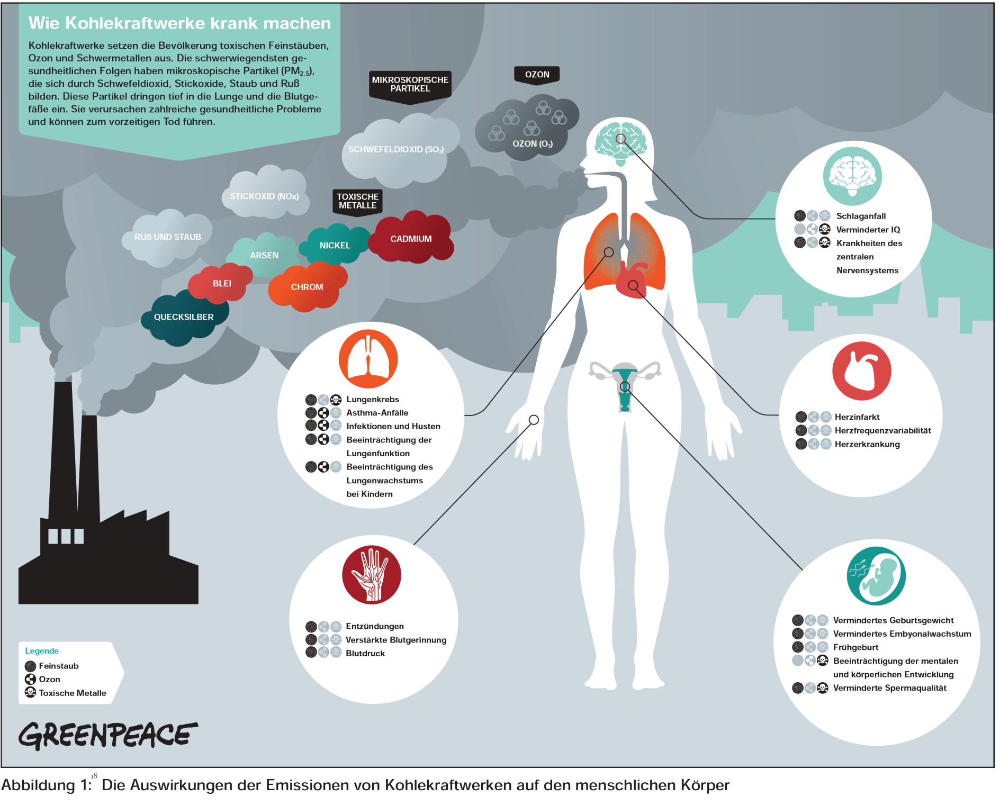 Wie Kohlekraftwerke krank machen
Kohlekraftwerke setzen die Bevölkerung toxischen Feinstäuben,
Ozon und Schwermetallen aus. Die schwerwiegendsten ge-
sundheitlichen Folgen haben mikroskopische Partikel (PM2.5),
die sich durch Schwefeldioxid, Stickoxide, Staub und Ruß
bilden. Diese Partikel dringen tief in die Lunge und die Blutge-
fäße ein. Sie verursachen zahlreiche gesundheitliche Probleme
und können zum vorzeitigen Tod führen.
MIKROSKOPISCHE
PARTIKEL
OZON
SCHWEFELDIOXID (SO2)
OZON (O3)
STICKOXID (NOx)
TOXISCHE
METALLE
RUß UND STAUB
ARSEN
NICKEL
CADMIUM
BLEI
CHROM
QUECKSILBER
Schlaganfall
Verminderter IQ
Krankheiten des
zentralen
Nervensystems
Lungenkrebs
Asthma-Anfälle
Infektionen und Husten
Beeinträchtigung der
Lungenfunktion
Beeinträchtigung des
Lungenwachstums
bei Kindern
Herzinfarkt
Herzfrequenzvariabilität
Herzerkrankung
Entzündungen
Verstärkte Blutgerinnung
Blutdruck
Vermindertes Geburtsgewicht
Vermindertes Embyonalwachstum
Frühgeburt
Beeinträchtigung der mentalen
und körperlichen Entwicklung
Verminderte Spermaqualität
Legende
Feinstaub
Ozon
Toxische Metalle
GREENPEACE
Abbildung 1:18 Die Auswirkungen der Emissionen von Kohlekraftwerken auf den menschlichen Körper